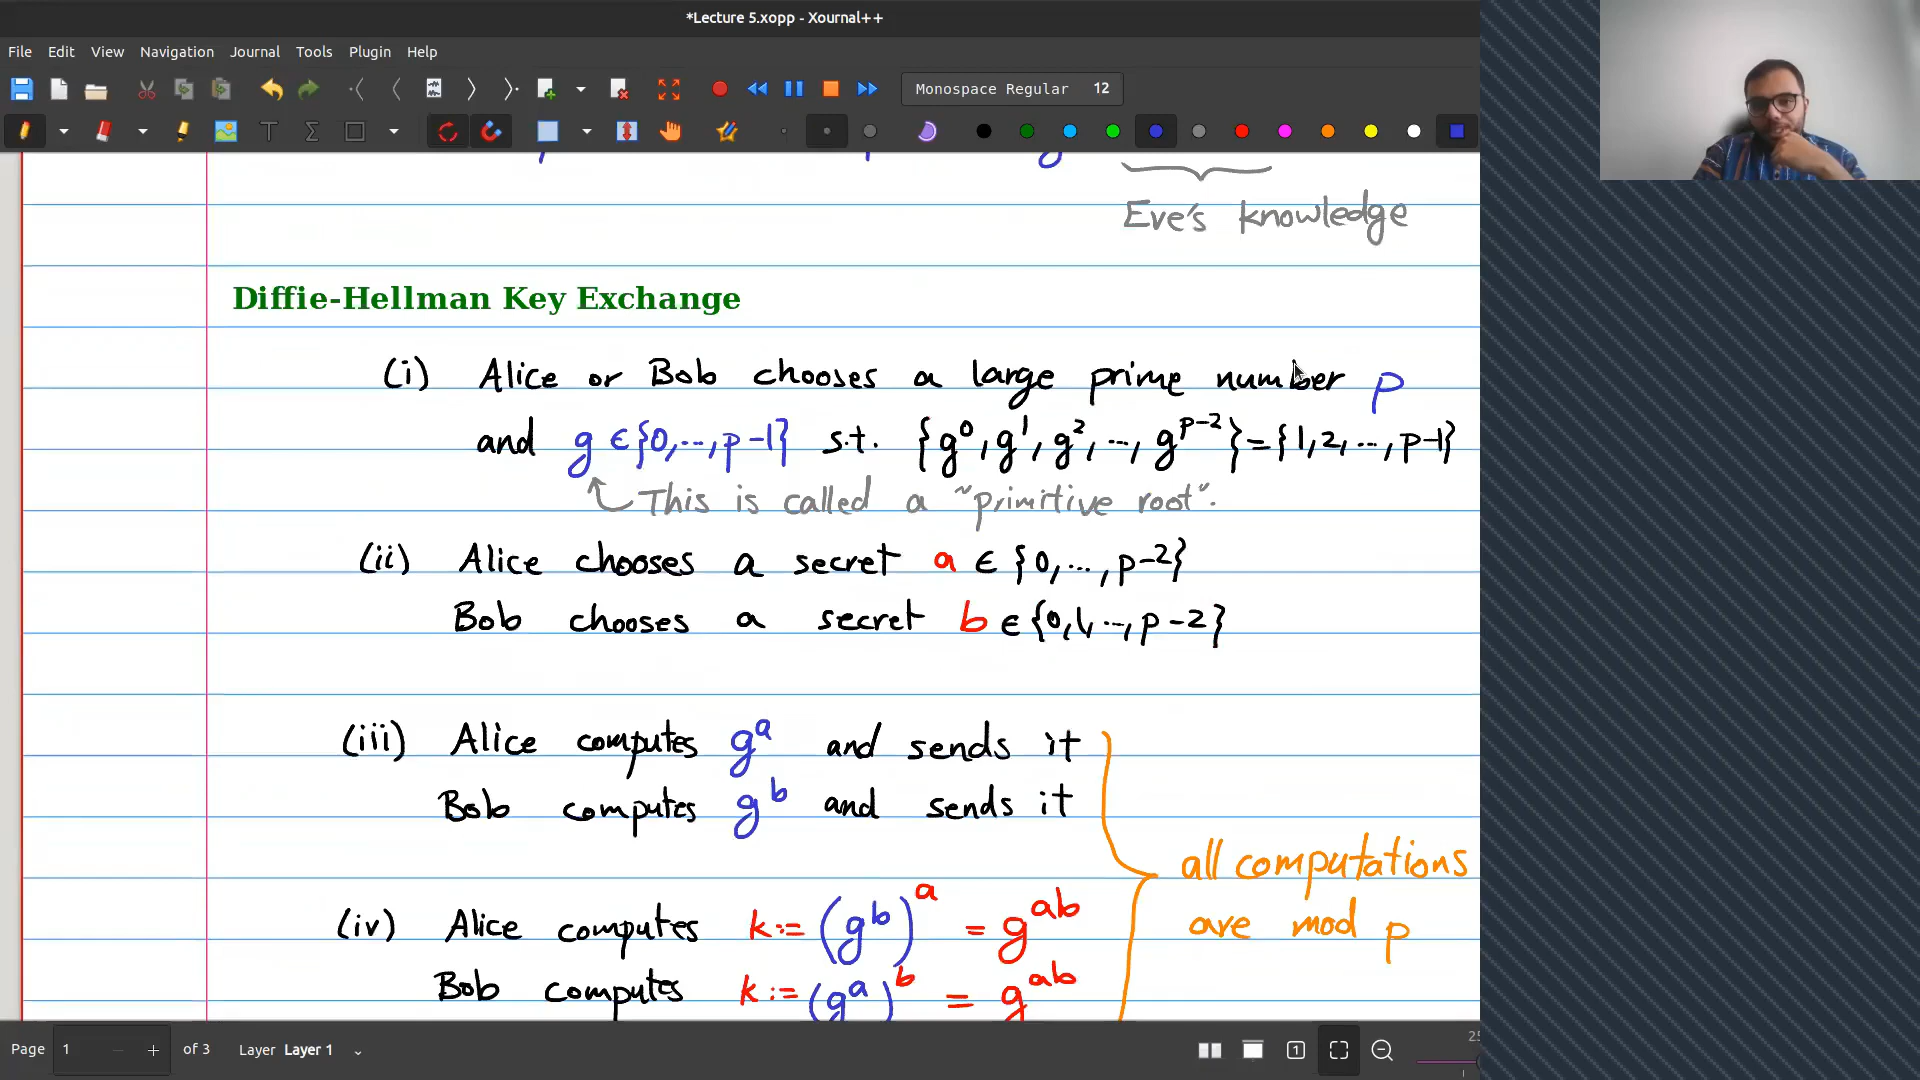 *Lecture 5.xopp - Xournal++
File Edit View Navigation Journal Tools Plugin Help
Monospace Regular 12
Eve's knowledge
Diffie-Hellman Key Exchange
(i) Alice or Bob chooses a large prime number p
and g ∈ {0,..,p-1} s.t. {g⁰, g¹, g², .., g^{p-2}} = {1, 2, .., p-1}
This is called a "primitive root".
(ii) Alice chooses a secret a ∈ {0, ..., p-2}
Bob chooses a secret b ∈ {0, 1, .., p-2}
(iii) Alice computes g^a and sends it
Bob computes g^b and sends it
all computations
are mod p
(iv) Alice computes k := (g^b)^a = g^{ab}
Bob computes k := (g^a)^b = g^{ab}
Page 1 of 3 Layer Layer 1